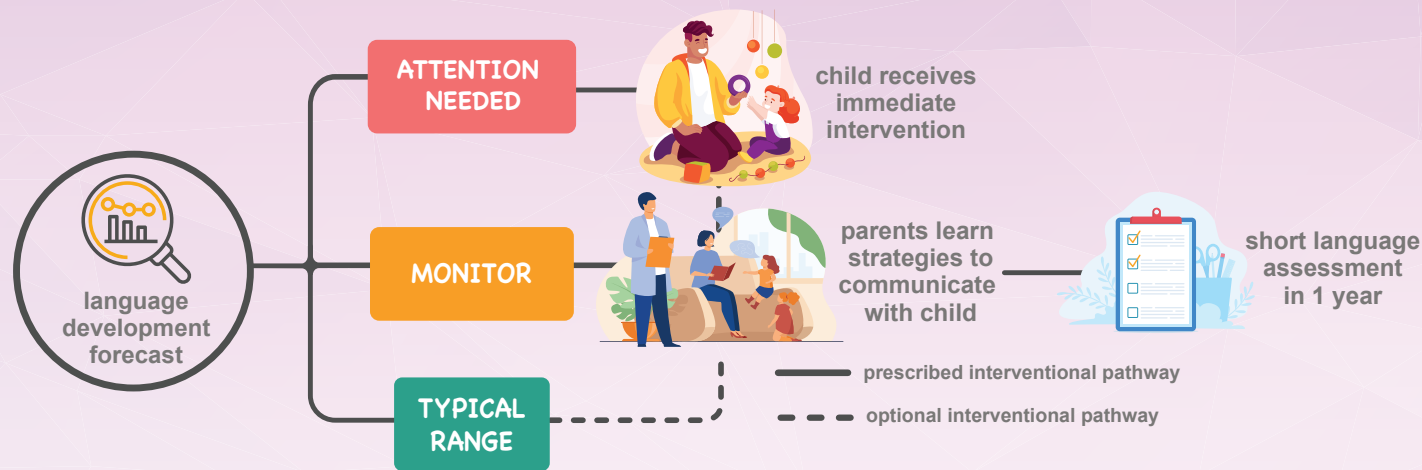 language
development
forecast
ATTENTION
NEEDED
child receives
immediate
intervention
MONITOR
parents learn
strategies to
communicate
with child
short language
assessment
in 1 year
TYPICAL
RANGE
prescribed interventional pathway
optional interventional pathway